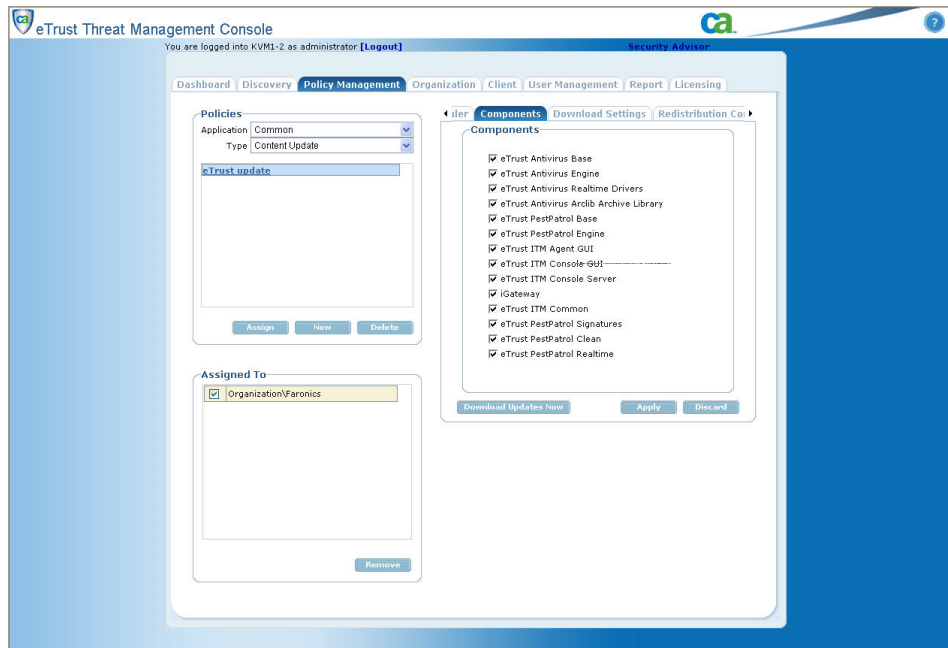 ca
eTrust Threat Management Console
ca
?
You are logged into KVM1-2 as administrator [Logout]
Security Advisor
Dashboard Discovery Policy Management Organization Client User Management Report Licensing
Policies
Application Common
Type Content Update
eTrust update
Assign New Delete
Assigned To
Organization\Faronics
Remove
iler Components Download Settings Redistribution Co
Components
eTrust Antivirus Base
eTrust Antivirus Engine
eTrust Antivirus Realtime Drivers
eTrust Antivirus Arclib Archive Library
eTrust PestPatrol Base
eTrust PestPatrol Engine
eTrust ITM Agent GUI
eTrust ITM Console GUI
eTrust ITM Console Server
iGateway
eTrust ITM Common
eTrust PestPatrol Signatures
eTrust PestPatrol Clean
eTrust PestPatrol Realtime
Download Updates Now Apply Discard